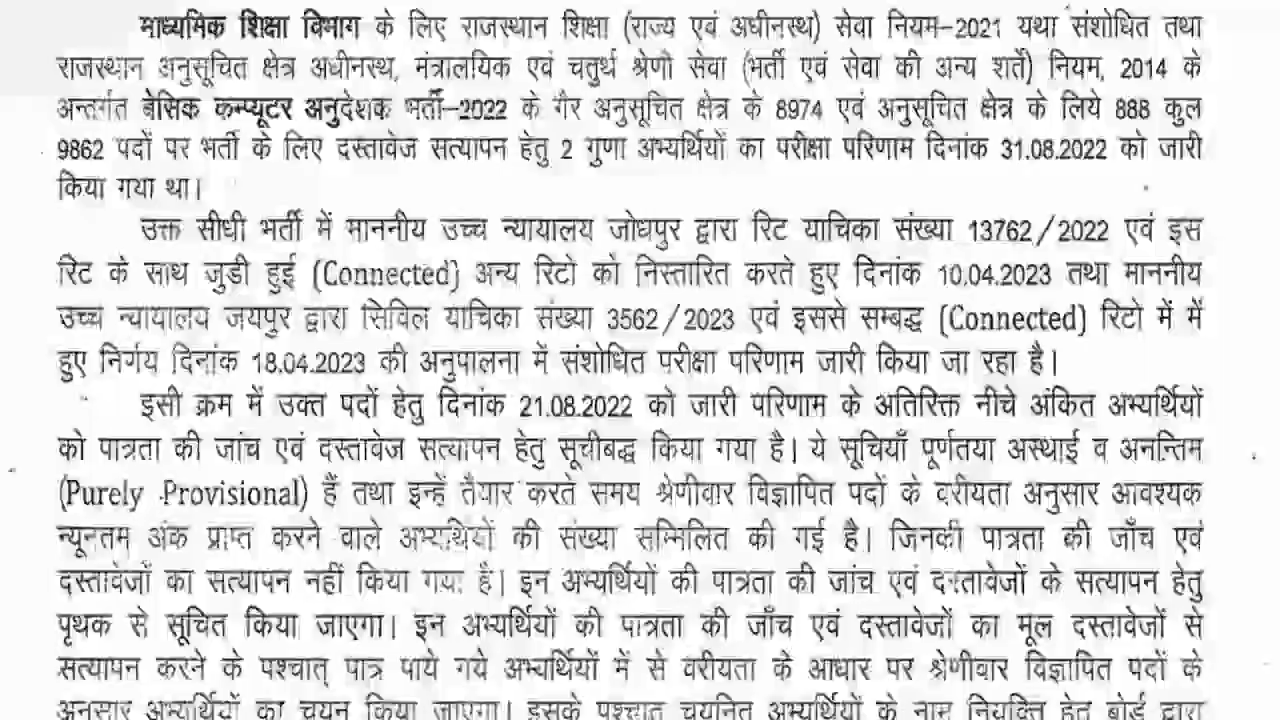 माध्यमिक शिक्षा विभाग के लिए राजस्थान शिक्षा (राज्य एवं अधीनस्थ) सेवा नियम–2021 यथा संशोधित तथा
राजस्थान अनुसूचित क्षेत्र अधीनस्थ, मंत्रालयिक एवं चतुर्थ श्रेणी सेवा (भर्ती एवं सेवा की अन्य शर्तें) नियम, 2014 के
अन्तर्गत बेसिक कम्प्यूटर अनुदेशक भर्ती–2022 के गैर अनुसूचित क्षेत्र के 8974 एवं अनुसूचित क्षेत्र के लिये 888 कुल
9862 पदों पर भर्ती के लिए दस्तावेज सत्यापन हेतु 2 गुणा अभ्यर्थियों का परीक्षा परिणाम दिनांक 31.08.2022 को जारी
किया गया था।
उक्त सीधी भर्ती में माननीय उच्च न्यायालय जोधपुर द्वारा रिट याचिका संख्या 13762/2022 एवं इस
रिट के साथ जुडी हुई (Connected) अन्य रिटो को निस्तारित करते हुए दिनांक 10.04.2023 तथा माननीय
उच्च न्यायालय जयपुर द्वारा सिविल याचिका संख्या 3562/2023 एवं इससे सम्बद्ध (Connected) रिटो में में
हुए निर्णय दिनांक 18.04.2023 की अनुपालना में संशोधित परीक्षा परिणाम जारी किया जा रहा है।
इसी क्रम में उक्त पदों हेतु दिनांक 21.08.2022 को जारी परिणाम के अतिरिक्त नीचे अंकित अभ्यर्थियों
को पात्रता की जांच एवं दस्तावेज सत्यापन हेतु सूचीबद्ध किया गया है। ये सूचियाँ पूर्णतया अस्थाई व अनन्तिम
(Purely Provisional) हैं तथा इन्हें तैयार करते समय श्रेणीवार विज्ञापित पदों के वरीयता अनुसार आवश्यक
न्यूनतम अंक प्राप्त करने वाले अभ्यर्थियों की संख्या सम्मिलित की गई है। जिनकी पात्रता की जाँच एवं
दस्तावेजों का सत्यापन नहीं किया गया है। इन अभ्यर्थियों की पात्रता की जांच एवं दस्तावेजों के सत्यापन हेतु
पृथक से सूचित किया जाएगा। इन अभ्यर्थियों की पात्रता की जाँच एवं दस्तावेजों का मूल दस्तावेजों से
सत्यापन करने के पश्चात् पात्र पाये गये अभ्यर्थियों में से वरीयता के आधार पर श्रेणीवार विज्ञापित पदों के
अनुसार अभ्यर्थियों का चयन किया जाएगा। इसके पश्चात चयनित अभ्यर्थियों के नाम नियुक्ति हेतु बोर्ड द्वारा